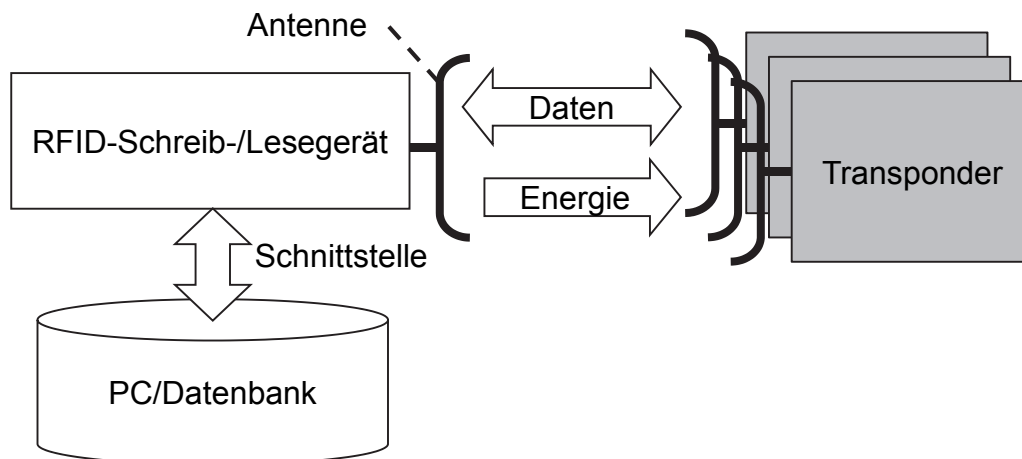 Antenne
RFID-Schreib-/Lesegerät
Daten
Energie
Transponder
Schnittstelle
PC/Datenbank